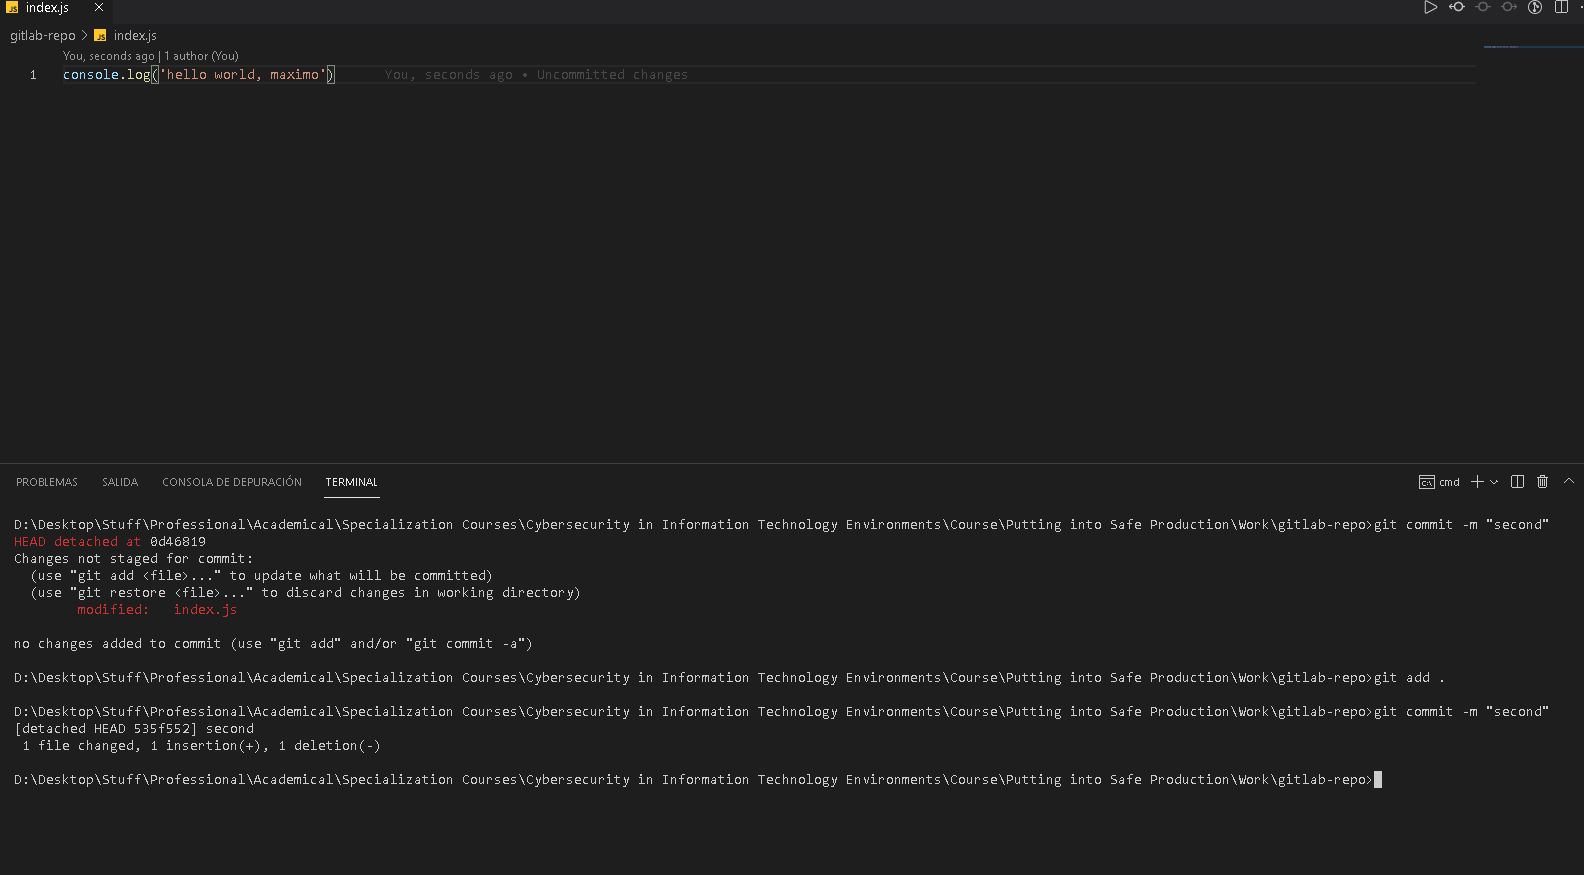 JS index.js
gitlab-repo > JS index.js
You, seconds ago | 1 author (You)
1 console.log('hello world, maximo') You, seconds ago • Uncommitted changes
PROBLEMAS SALIDA CONSOLA DE DEPURACIÓN TERMINAL cmd
D:\Desktop\Stuff\Professional\Academical\Specialization Courses\Cybersecurity in Information Technology Environments\Course\Putting into Safe Production\Work\gitlab-repo>git commit -m "second"
HEAD detached at 0d46819
Changes not staged for commit:
  (use "git add <file>..." to update what will be committed)
  (use "git restore <file>..." to discard changes in working directory)
        modified:   index.js
no changes added to commit (use "git add" and/or "git commit -a")
D:\Desktop\Stuff\Professional\Academical\Specialization Courses\Cybersecurity in Information Technology Environments\Course\Putting into Safe Production\Work\gitlab-repo>git add .
D:\Desktop\Stuff\Professional\Academical\Specialization Courses\Cybersecurity in Information Technology Environments\Course\Putting into Safe Production\Work\gitlab-repo>git commit -m "second"
[detached HEAD 535f552] second
 1 file changed, 1 insertion(+), 1 deletion(-)
D:\Desktop\Stuff\Professional\Academical\Specialization Courses\Cybersecurity in Information Technology Environments\Course\Putting into Safe Production\Work\gitlab-repo>